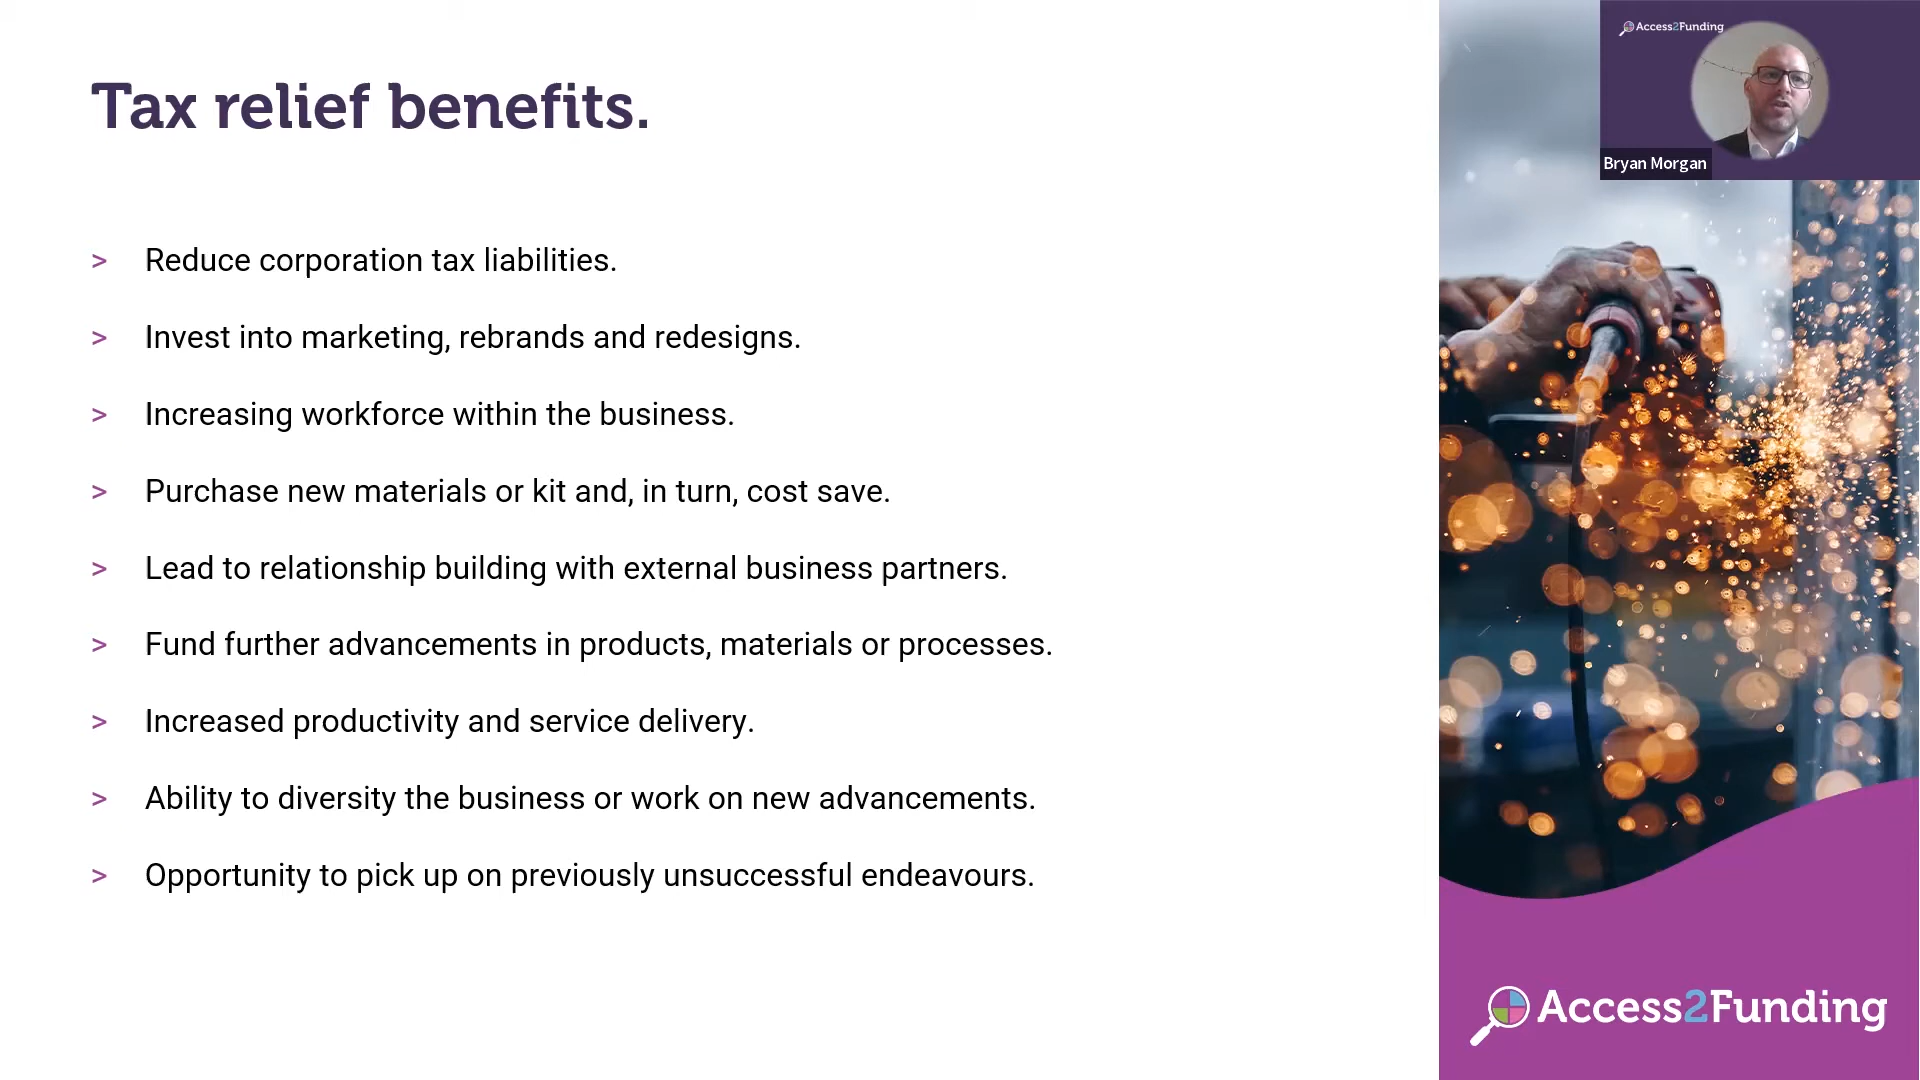 Tax relief benefits.
> Reduce corporation tax liabilities.
> Invest into marketing, rebrands and redesigns.
> Increasing workforce within the business.
> Purchase new materials or kit and, in turn, cost save.
> Lead to relationship building with external business partners.
> Fund further advancements in products, materials or processes.
> Increased productivity and service delivery.
> Ability to diversity the business or work on new advancements.
> Opportunity to pick up on previously unsuccessful endeavours.
Access2Funding
Bryan Morgan
Access2Funding